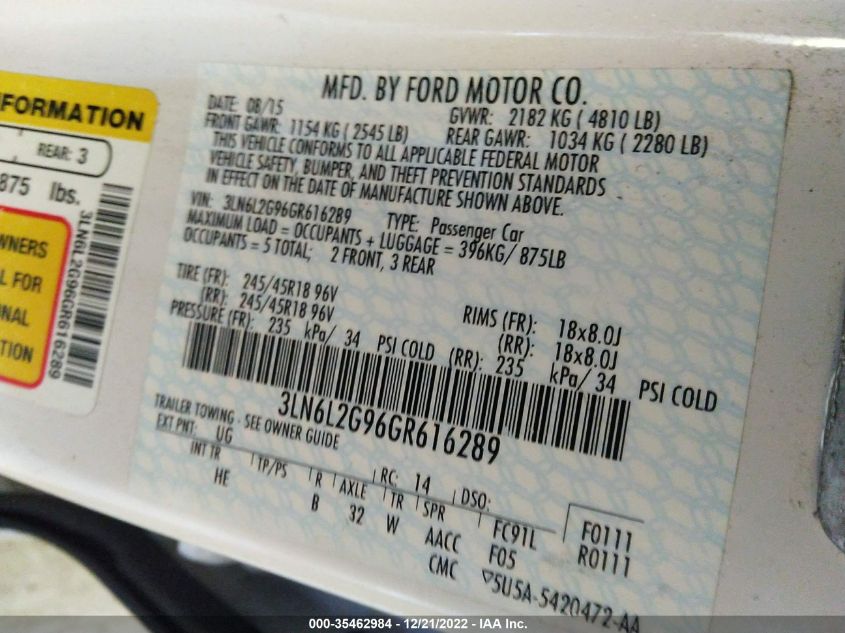 NFORMATION
REAR: 3
875 lbs.
3LN6L2G96GR616289
WNERS
L FOR
NAL
TION
MFD. BY FORD MOTOR CO.
DATE: 08/15 GVWR: 2182 KG ( 4810 LB)
FRONT GAWR: 1154 KG ( 2545 LB) REAR GAWR: 1034 KG ( 2280 LB)
THIS VEHICLE CONFORMS TO ALL APPLICABLE FEDERAL MOTOR
VEHICLE SAFETY, BUMPER, AND THEFT PREVENTION STANDARDS
IN EFFECT ON THE DATE OF MANUFACTURE SHOWN ABOVE.
VIN: 3LN6L2G96GR616289 TYPE: Passenger Car
MAXIMUM LOAD = OCCUPANTS + LUGGAGE = 396KG/ 875LB
OCCUPANTS = 5 TOTAL; 2 FRONT, 3 REAR
TIRE (FR): 245/45R18 96V RIMS (FR): 18x8.0J
(RR): 245/45R18 96V (RR): 18x8.0J
PRESSURE (FR): 235 kPa/ 34 PSI COLD (RR): 235 kPa/ 34 PSI COLD
3LN6L2G96GR616289
TRAILER TOWING - SEE OWNER GUIDE
EXT PNT: UG RC: 14 DSO:
INT TR TP/PS R AXLE TR SPR FC91L F0111
HE B 32 W AACC F05 R0111
CMC ▽5U5A-5420472-AA
000-35462984 - 12/21/2022 - IAA Inc.